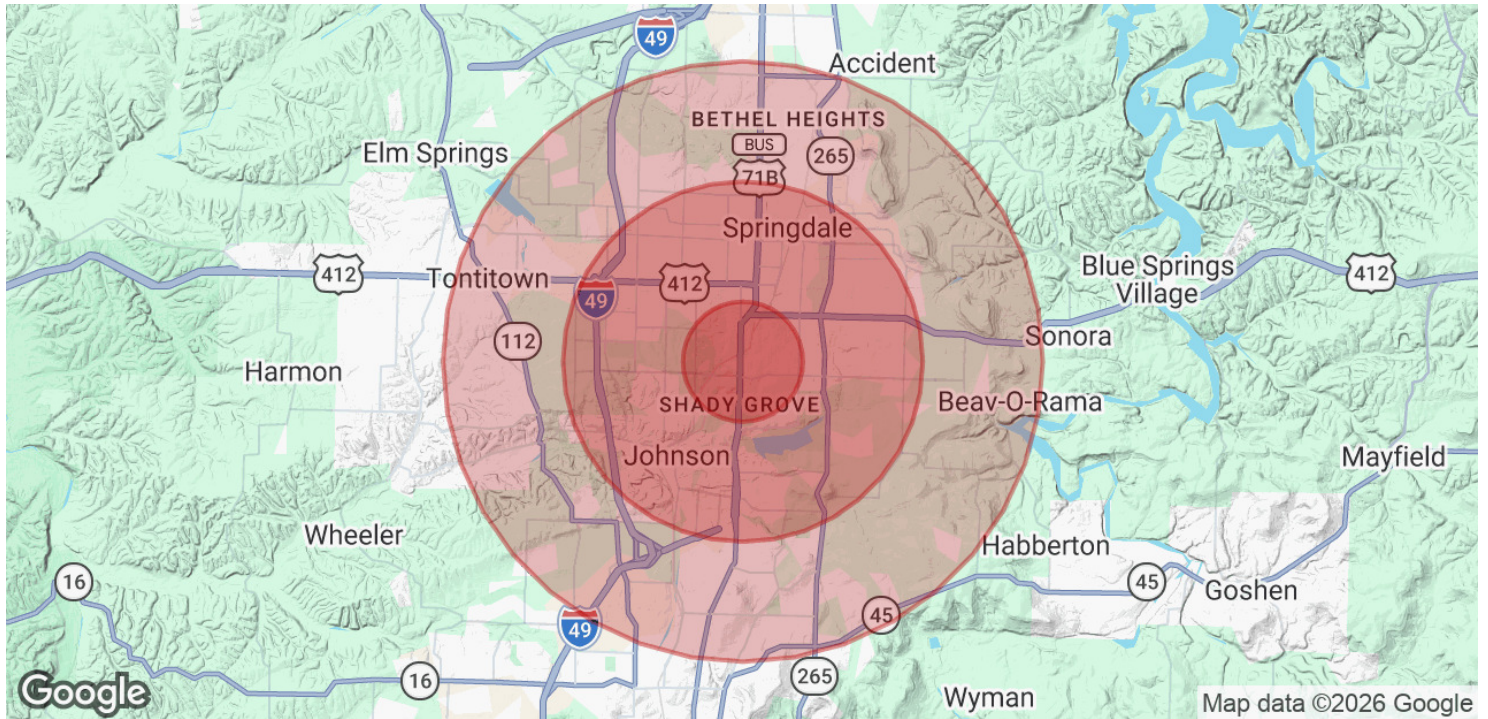 49
Accident
BETHEL HEIGHTS
BUS
71B
265
Elm Springs
Springdale
412
Tontitown
412
49
Blue Springs
Village
412
112
Sonora
Harmon
SHADY GROVE
Beav-O-Rama
Johnson
Mayfield
Wheeler
Habberton
16
45
Goshen
45
49
16
265
Wyman
Google
Map data ©2026 Google